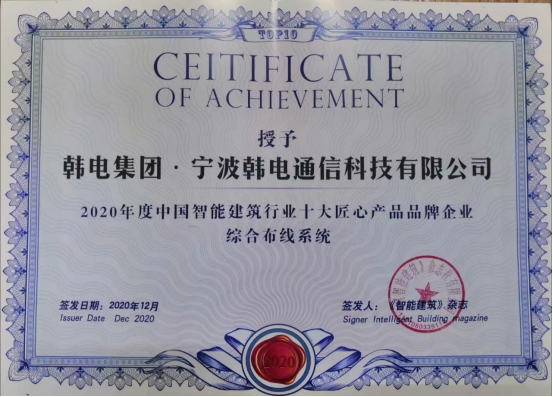 TOP10
CEITIFICATE
OF ACHIEVEMENT
授予
韩电集团·宁波韩电通信科技有限公司
2020年度中国智能建筑行业十大匠心产品品牌企业
综合布线系统
签发日期：2020年12月
Issuer Date Dec 2020
签发人：《智能建筑》杂志
Signer Intelligent Building magazine
2020